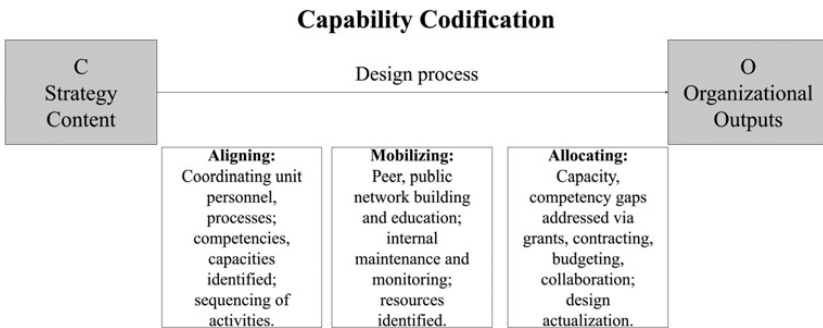 Capability Codification
C
Strategy
Content
Design process
O
Organizational
Outputs
Aligning:
Coordinating unit
personnel,
processes;
competencies,
capacities
identified;
sequencing of
activities.
Mobilizing:
Peer, public
network building
and education;
internal
maintenance and
monitoring;
resources
identified.
Allocating:
Capacity,
competency gaps
addressed via
grants, contracting,
budgeting,
collaboration;
design
actualization.